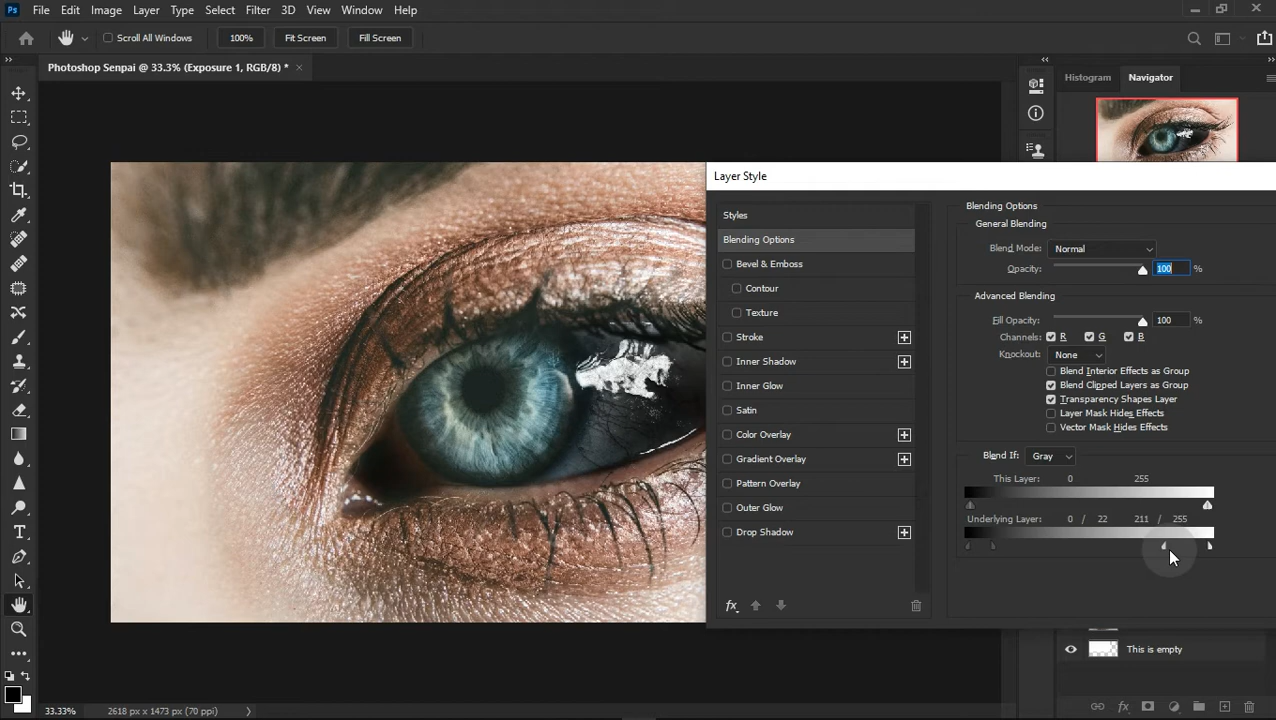 Ps File Edit Image Layer Type Select Filter 3D View Window Help
Scroll All Windows 100% Fit Screen Fill Screen
Photoshop Senpai @ 33.3% (Exposure 1, RGB/8) *
Histogram Navigator
Layer Style
Styles
Blending Options
Bevel & Emboss
Contour
Texture
Stroke
Inner Shadow
Inner Glow
Satin
Color Overlay
Gradient Overlay
Pattern Overlay
Outer Glow
Drop Shadow
fx
Blending Options
General Blending
Blend Mode: Normal
Opacity: 100 %
Advanced Blending
Fill Opacity: 100 %
Channels: R G B
Knockout: None
Blend Interior Effects as Group
Blend Clipped Layers as Group
Transparency Shapes Layer
Layer Mask Hides Effects
Vector Mask Hides Effects
Blend If: Gray
This Layer: 0 255
Underlying Layer: 0 / 22 211 / 255
This is empty
fx
33.33% 2618 px x 1473 px (70 ppi)